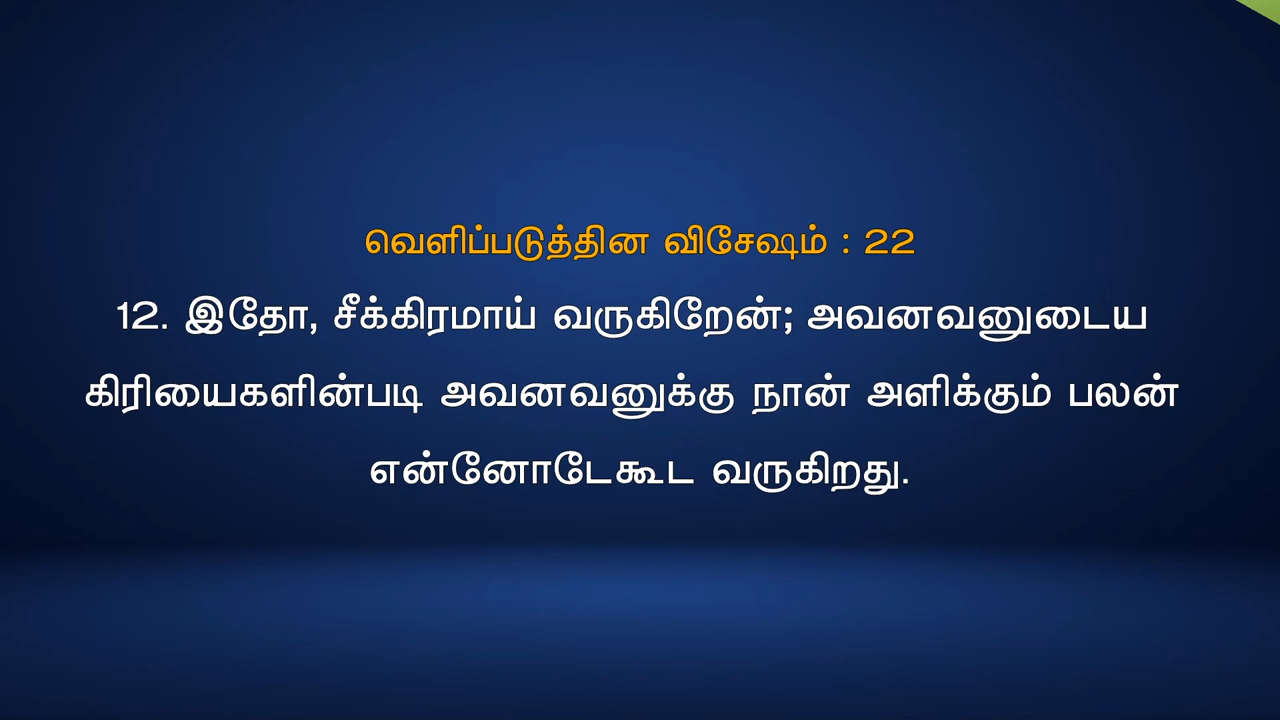 வெளிப்படுத்தின விசேஷம் : 22
12. இதோ, சீக்கிரமாய் வருகிறேன்; அவனவனுடைய
கிரியைகளின்படி அவனவனுக்கு நான் அளிக்கும் பலன்
என்னோடேகூட வருகிறது.